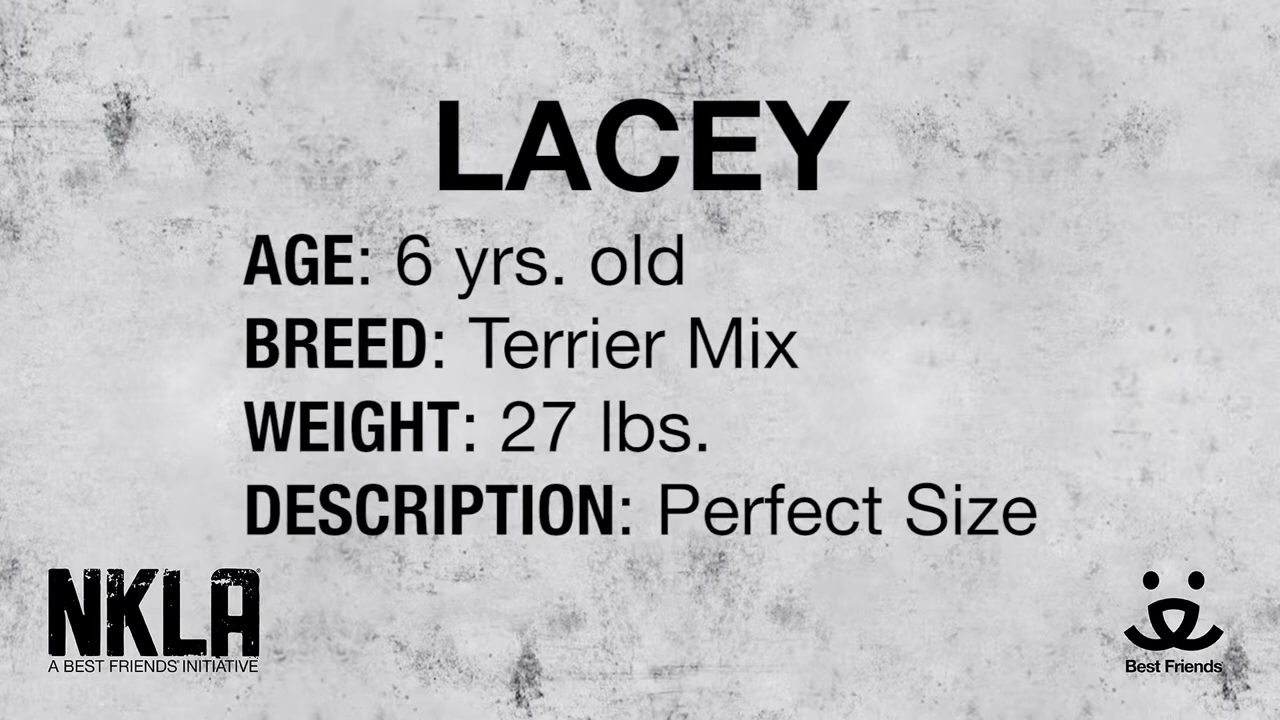 LACEY
AGE: 6 yrs. old
BREED: Terrier Mix
WEIGHT: 27 lbs.
DESCRIPTION: Perfect Size
NKLA®
A BEST FRIENDS INITIATIVE
Best Friends